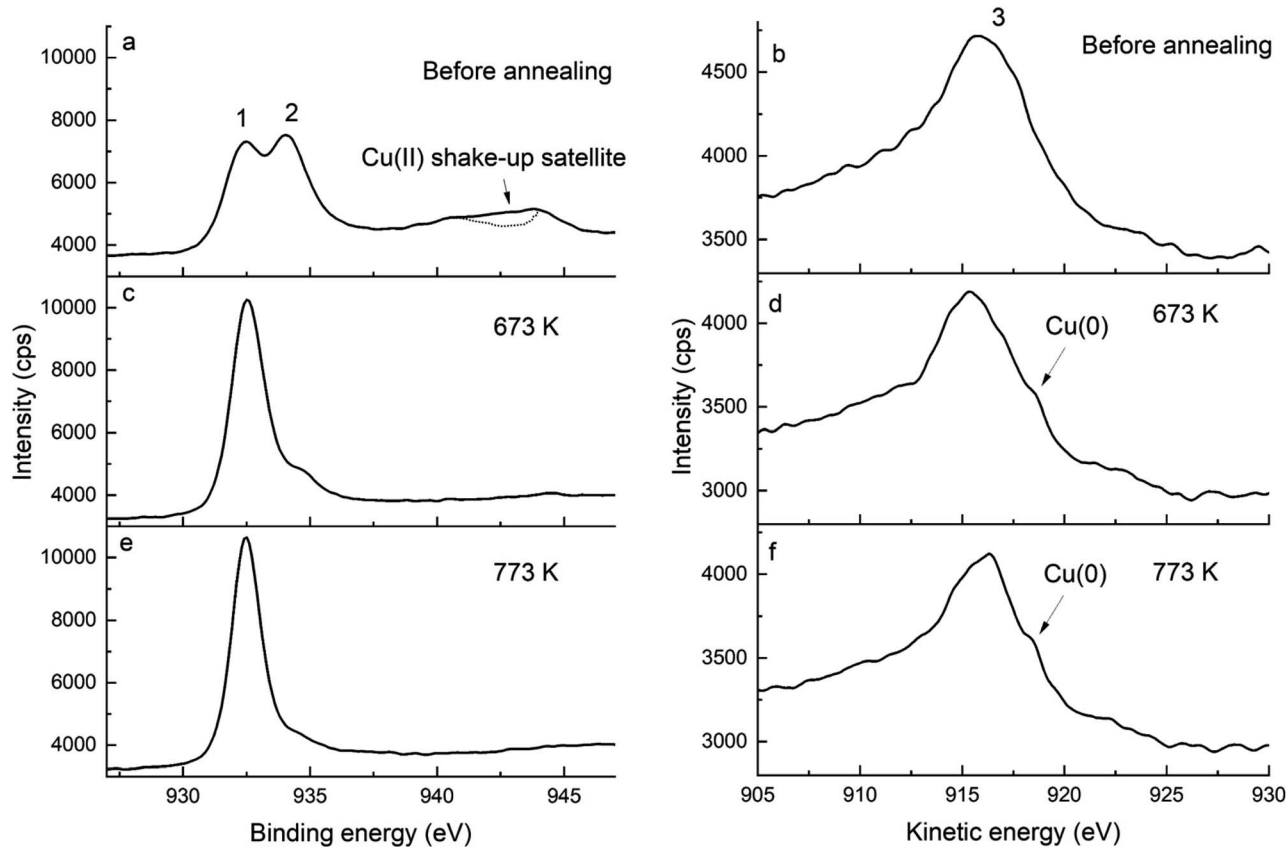 a
Before annealing
1
2
Cu(II) shake-up satellite
10000
8000
6000
4000
c
673 K
10000
8000
6000
4000
e
773 K
10000
8000
6000
4000
Intensity (cps)
930
935
940
945
Binding energy (eV)
b
3
Before annealing
4500
4000
3500
d
673 K
Cu(0)
4000
3500
3000
f
773 K
Cu(0)
4000
3500
3000
Intensity (cps)
905
910
915
920
925
930
Kinetic energy (eV)